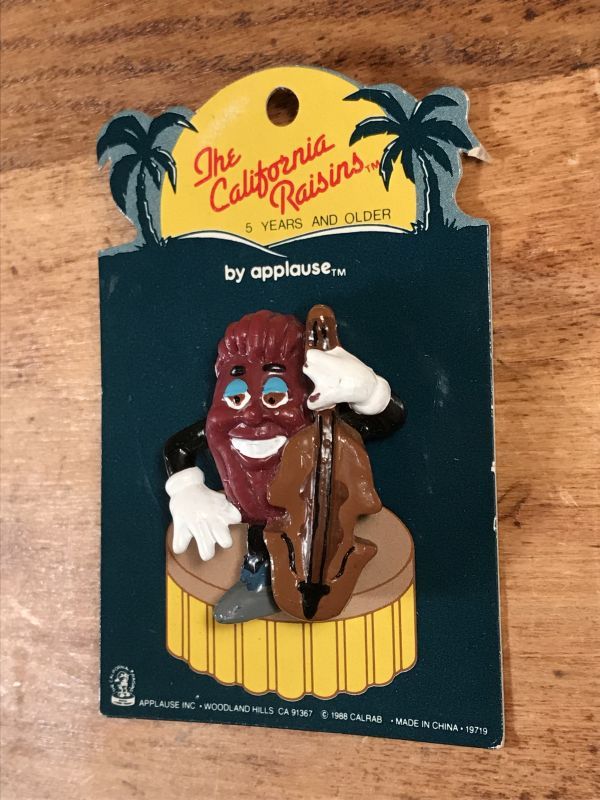 The
California
Raisins™
5 YEARS AND OLDER
by applause™
APPLAUSE INC • WOODLAND HILLS CA 91367 © 1988 CALRAB • MADE IN CHINA • 19719